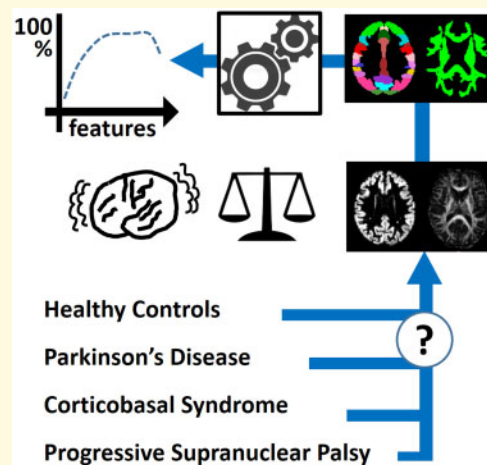 100
%
features
Healthy Controls
?
Parkinson's Disease
Corticobasal Syndrome
Progressive Supranuclear Palsy